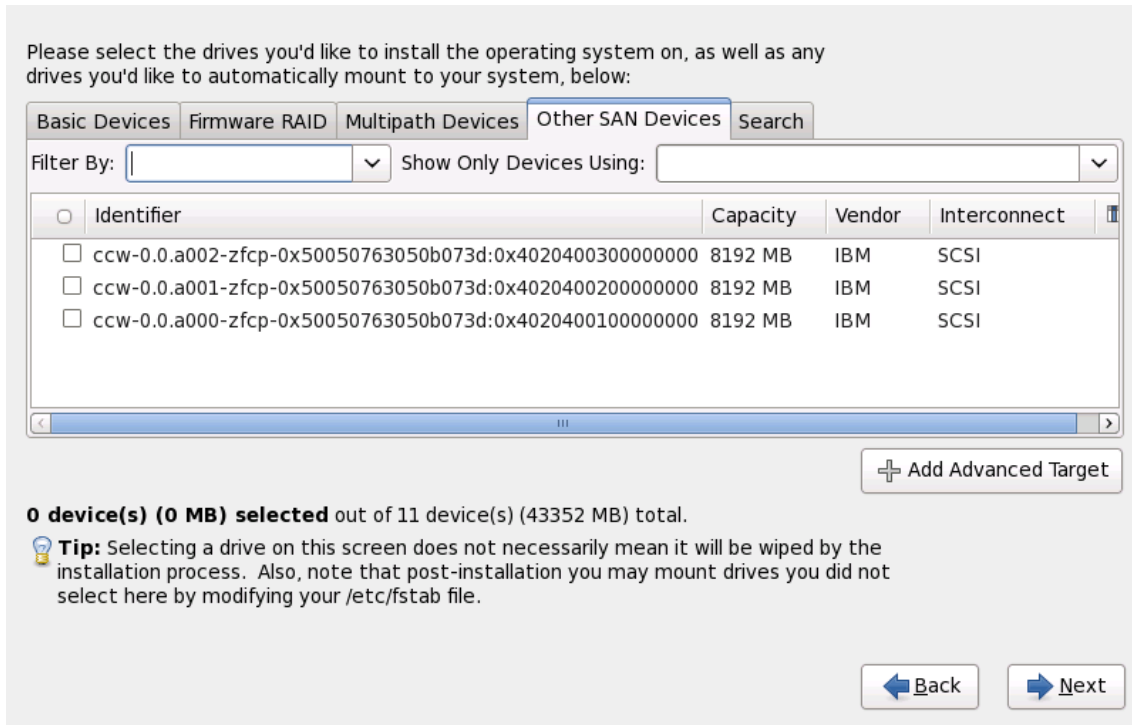 Please select the drives you'd like to install the operating system on, as well as any
drives you'd like to automatically mount to your system, below:
Basic Devices Firmware RAID Multipath Devices Other SAN Devices Search
Filter By: Show Only Devices Using:
Identifier Capacity Vendor Interconnect
ccw-0.0.a002-zfcp-0x50050763050b073d:0x4020400300000000 8192 MB IBM SCSI
ccw-0.0.a001-zfcp-0x50050763050b073d:0x4020400200000000 8192 MB IBM SCSI
ccw-0.0.a000-zfcp-0x50050763050b073d:0x4020400100000000 8192 MB IBM SCSI
Add Advanced Target
0 device(s) (0 MB) selected out of 11 device(s) (43352 MB) total.
Tip: Selecting a drive on this screen does not necessarily mean it will be wiped by the
installation process. Also, note that post-installation you may mount drives you did not
select here by modifying your /etc/fstab file.
Back Next